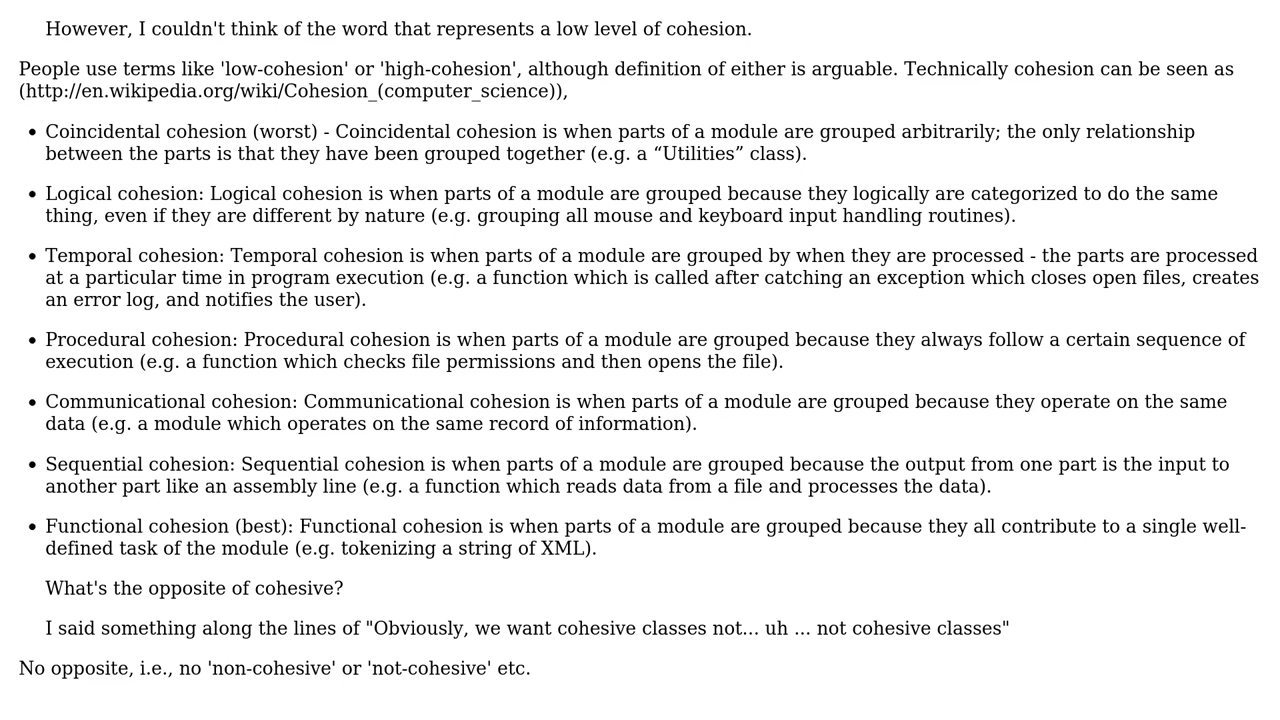 However, I couldn't think of the word that represents a low level of cohesion.
People use terms like 'low-cohesion' or 'high-cohesion', although definition of either is arguable. Technically cohesion can be seen as
(http://en.wikipedia.org/wiki/Cohesion_(computer_science)),
• Coincidental cohesion (worst) - Coincidental cohesion is when parts of a module are grouped arbitrarily; the only relationship
between the parts is that they have been grouped together (e.g. a “Utilities” class).
• Logical cohesion: Logical cohesion is when parts of a module are grouped because they logically are categorized to do the same
thing, even if they are different by nature (e.g. grouping all mouse and keyboard input handling routines).
• Temporal cohesion: Temporal cohesion is when parts of a module are grouped by when they are processed - the parts are processed
at a particular time in program execution (e.g. a function which is called after catching an exception which closes open files, creates
an error log, and notifies the user).
• Procedural cohesion: Procedural cohesion is when parts of a module are grouped because they always follow a certain sequence of
execution (e.g. a function which checks file permissions and then opens the file).
• Communicational cohesion: Communicational cohesion is when parts of a module are grouped because they operate on the same
data (e.g. a module which operates on the same record of information).
• Sequential cohesion: Sequential cohesion is when parts of a module are grouped because the output from one part is the input to
another part like an assembly line (e.g. a function which reads data from a file and processes the data).
• Functional cohesion (best): Functional cohesion is when parts of a module are grouped because they all contribute to a single well-
defined task of the module (e.g. tokenizing a string of XML).
What's the opposite of cohesive?
I said something along the lines of "Obviously, we want cohesive classes not... uh ... not cohesive classes"
No opposite, i.e., no 'non-cohesive' or 'not-cohesive' etc.